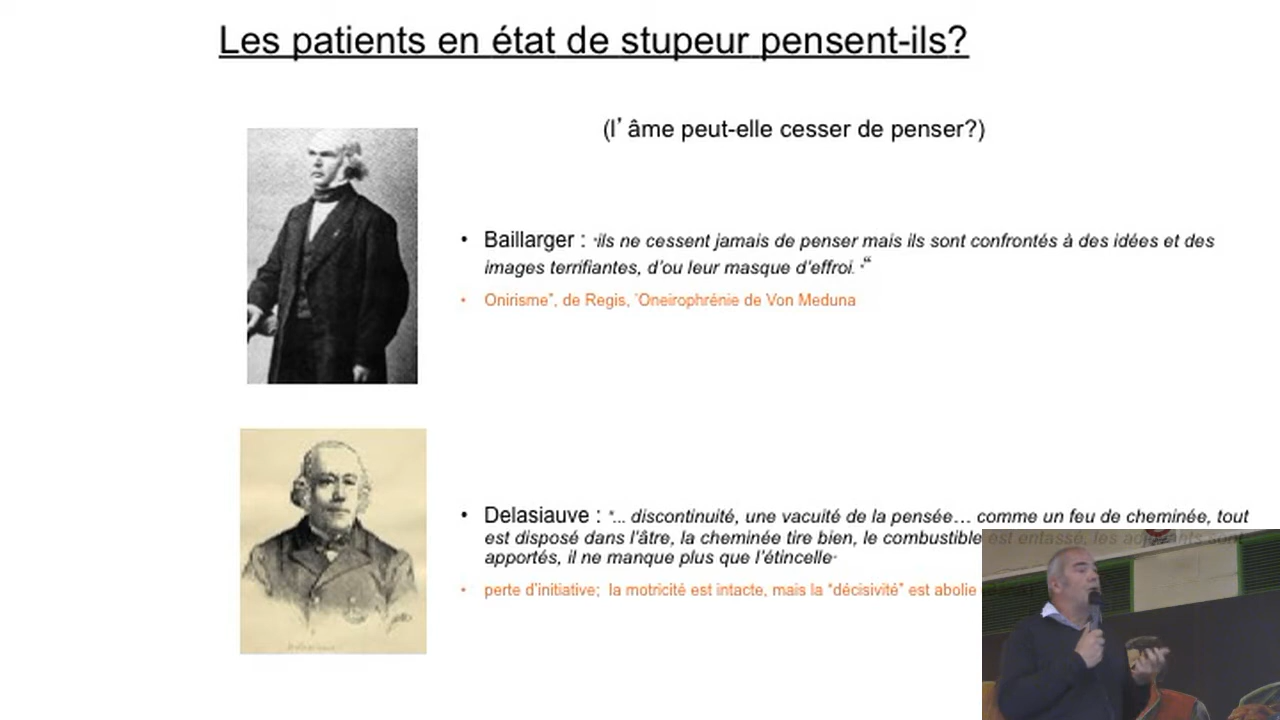 Les patients en état de stupeur pensent-ils?
(l’ âme peut-elle cesser de penser?)
• Baillarger : “ils ne cessent jamais de penser mais ils sont confrontés à des idées et des
images terrifiantes, d’ou leur masque d’effroi. “
• Onirisme”, de Regis, “Oneirophrénie de Von Meduna
• Delasiauve : “... discontinuité, une vacuité de la pensée… comme un feu de cheminée, tout
est disposé dans l’âtre, la cheminée tire bien, le combustible est entassé, les
apportés, il ne manque plus que l’étincelle“
• perte d’initiative; la motricité est intacte, mais la “décisivité” est abolie